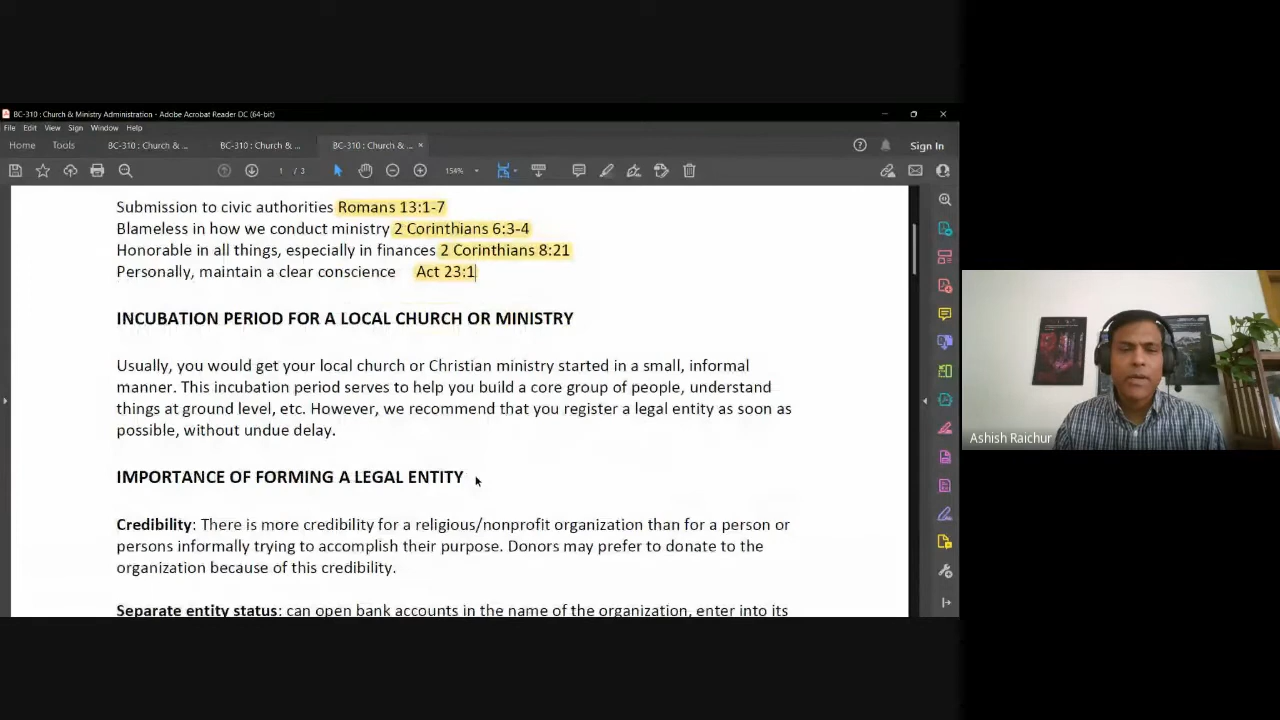 BC-310 : Church & Ministry Administration - Adobe Acrobat Reader DC (64-bit)
File Edit View Sign Window Help
Home Tools BC-310 : Church & ... BC-310 : Church & ... BC-310 : Church & ... × Sign In
1 / 3 154%
Submission to civic authorities Romans 13:1-7
Blameless in how we conduct ministry 2 Corinthians 6:3-4
Honorable in all things, especially in finances 2 Corinthians 8:21
Personally, maintain a clear conscience Act 23:1
INCUBATION PERIOD FOR A LOCAL CHURCH OR MINISTRY
Usually, you would get your local church or Christian ministry started in a small, informal
manner. This incubation period serves to help you build a core group of people, understand
things at ground level, etc. However, we recommend that you register a legal entity as soon as
possible, without undue delay.
IMPORTANCE OF FORMING A LEGAL ENTITY
Credibility: There is more credibility for a religious/nonprofit organization than for a person or
persons informally trying to accomplish their purpose. Donors may prefer to donate to the
organization because of this credibility.
Separate entity status: can open bank accounts in the name of the organization, enter into its
Ashish Raichur